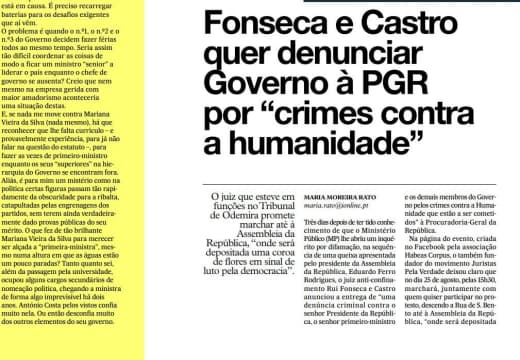 está em causa. É preciso recarregar
baterias para os desafios exigentes
que aí vêm.
O problema é quando o n.º1, o n.º2 e o
n.º3 do Governo decidem fazer férias
todos ao mesmo tempo. Seria assim
tão difícil coordenar as coisas de
modo a ficar um ministro "senior" a
liderar o país enquanto o chefe de
governo se ausenta? Creio que nem
mesmo na empresa gerida com
maior amadorismo aconteceria
uma situação destas.
E, se nada me move contra Mariana
Vieira da Silva (nada mesmo), há que
reconhecer que lhe falta currículo – e
provavelmente experiência, para já não
falar na questão do estatuto –, para
fazer as vezes de primeiro-ministro
enquanto os seus "superiores" na hie-
rarquia do Governo se encontram fora.
Aliás, é para mim um mistério como na
política certas figuras passam tão rapi-
damente da obscuridade para a ribalta,
catapultadas pelas engrenagens dos
partidos, sem terem ainda verdadeira-
mente dado provas públicas do seu
mérito. O que fez de tão brilhante
Mariana Vieira da Silva para merecer
ser alçada a "primeira-ministra", mes-
mo numa altura em que as águas estão
um pouco paradas? Tanto quanto sei,
além da passagem pela universidade,
ocupou alguns cargos secundários de
nomeação política, chegando a ministra
de forma algo imprevisível há dois
anos. António Costa pelos vistos confia
muito nela. Ou então desconfia muito
dos outros elementos do seu governo.
Fonseca e Castro
quer denunciar
Governo à PGR
por "crimes contra
a humanidade"
O juiz que esteve em
funções no Tribunal
de Odemira promete
marchar até à
Assembleia da
República, "onde será
depositada uma coroa
de flores em sinal de
luto pela democracia".
MARIA MOREIRA RATO
maria.rato@ionline.pt
Três dias depois de ter tido conhe-
cimento de que o Ministério
Público (MP) lhe abriu um inqué-
rito por difamação, na sequên-
cia de uma queixa apresentada
pelo presidente da Assembleia
da República, Eduardo Ferro
Rodrigues, o juiz anti-confina-
mento Rui Fonseca e Castro
anunciou a entrega de "uma
denúncia criminal contra o
senhor Presidente da Repúbli-
ca, o senhor primeiro-ministro
e os demais membros do Gover-
no pelos crimes contra a Huma-
nidade que estão a ser cometi-
dos" à Procuradoria-Geral da
República.
Na página do evento, criada
no Facebook pela associação
Habeas Corpus, o também fun-
dador do movimento Juristas
Pela Verdade deixou claro que
no dia 25 de agosto, pelas 15h30,
marchará, juntamente com
quem quiser participar no pro-
testo, descendo a Rua de S. Ben-
to até à Assembleia da Repú-
blica, "onde será depositada